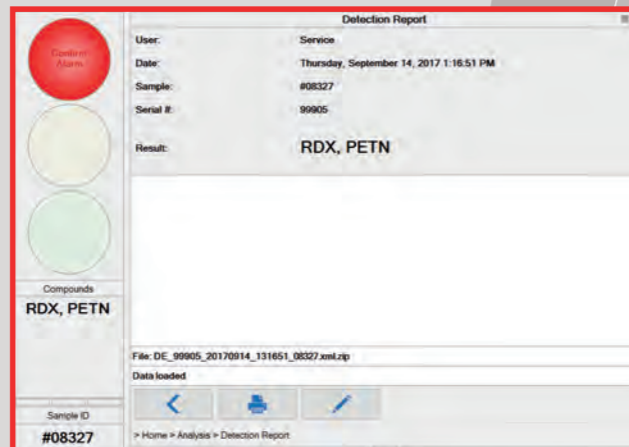 Detection Report
Confirm
Alarm
User: Service
Date: Thursday, September 14, 2017 1:16:51 PM
Sample: #08327
Serial #: 99905
Result: RDX, PETN
Compounds
RDX, PETN
File: DE_99905_20170914_131651_08327.xml.zip
Data loaded
Sample ID
#08327
> Home > Analysis > Detection Report